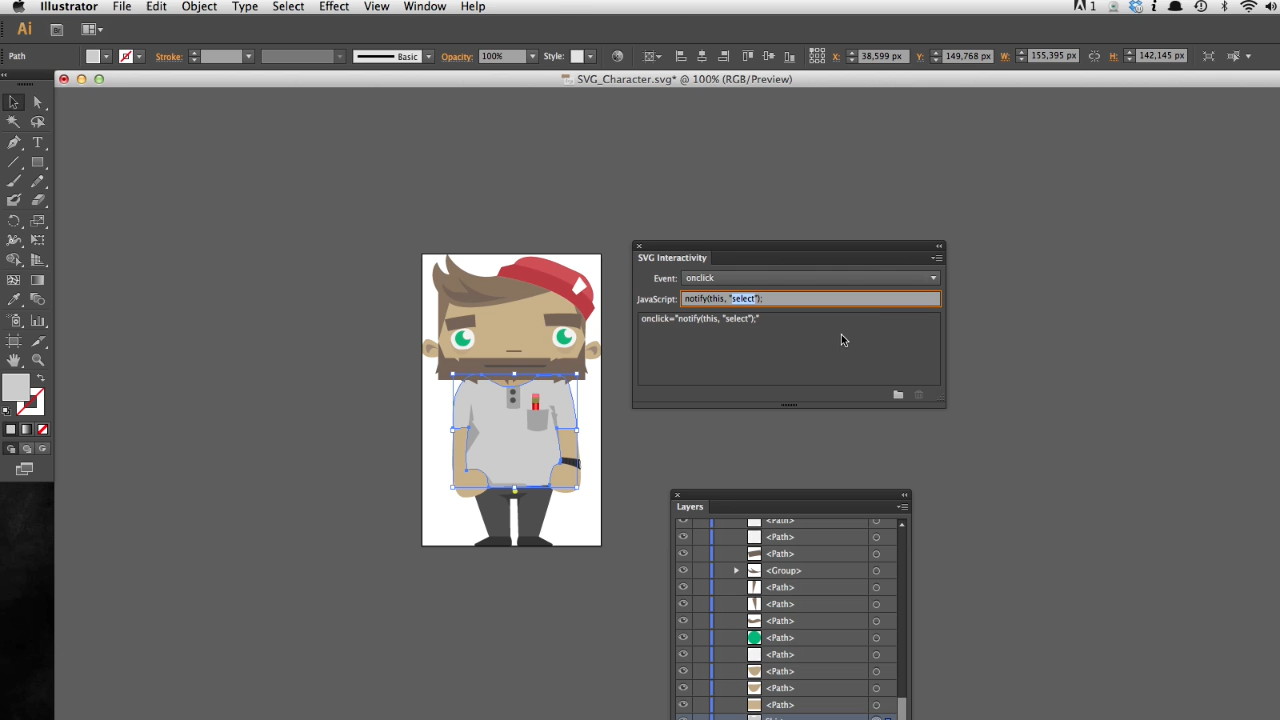 Illustrator File Edit Object Type Select Effect View Window Help 1
Ai
Path Stroke: Basic Opacity: 100% Style: X: 38,599 px Y: 149,768 px W: 155,395 px H: 142,145 px
SVG_Character.svg* @ 100% (RGB/Preview)
SVG Interactivity
Event: onclick
JavaScript: notify(this, "select");
onclick="notify(this, "select");"
Layers
<Path>
<Path>
<Path>
<Group>
<Path>
<Path>
<Path>
<Path>
<Path>
<Path>
<Path>
<Path>